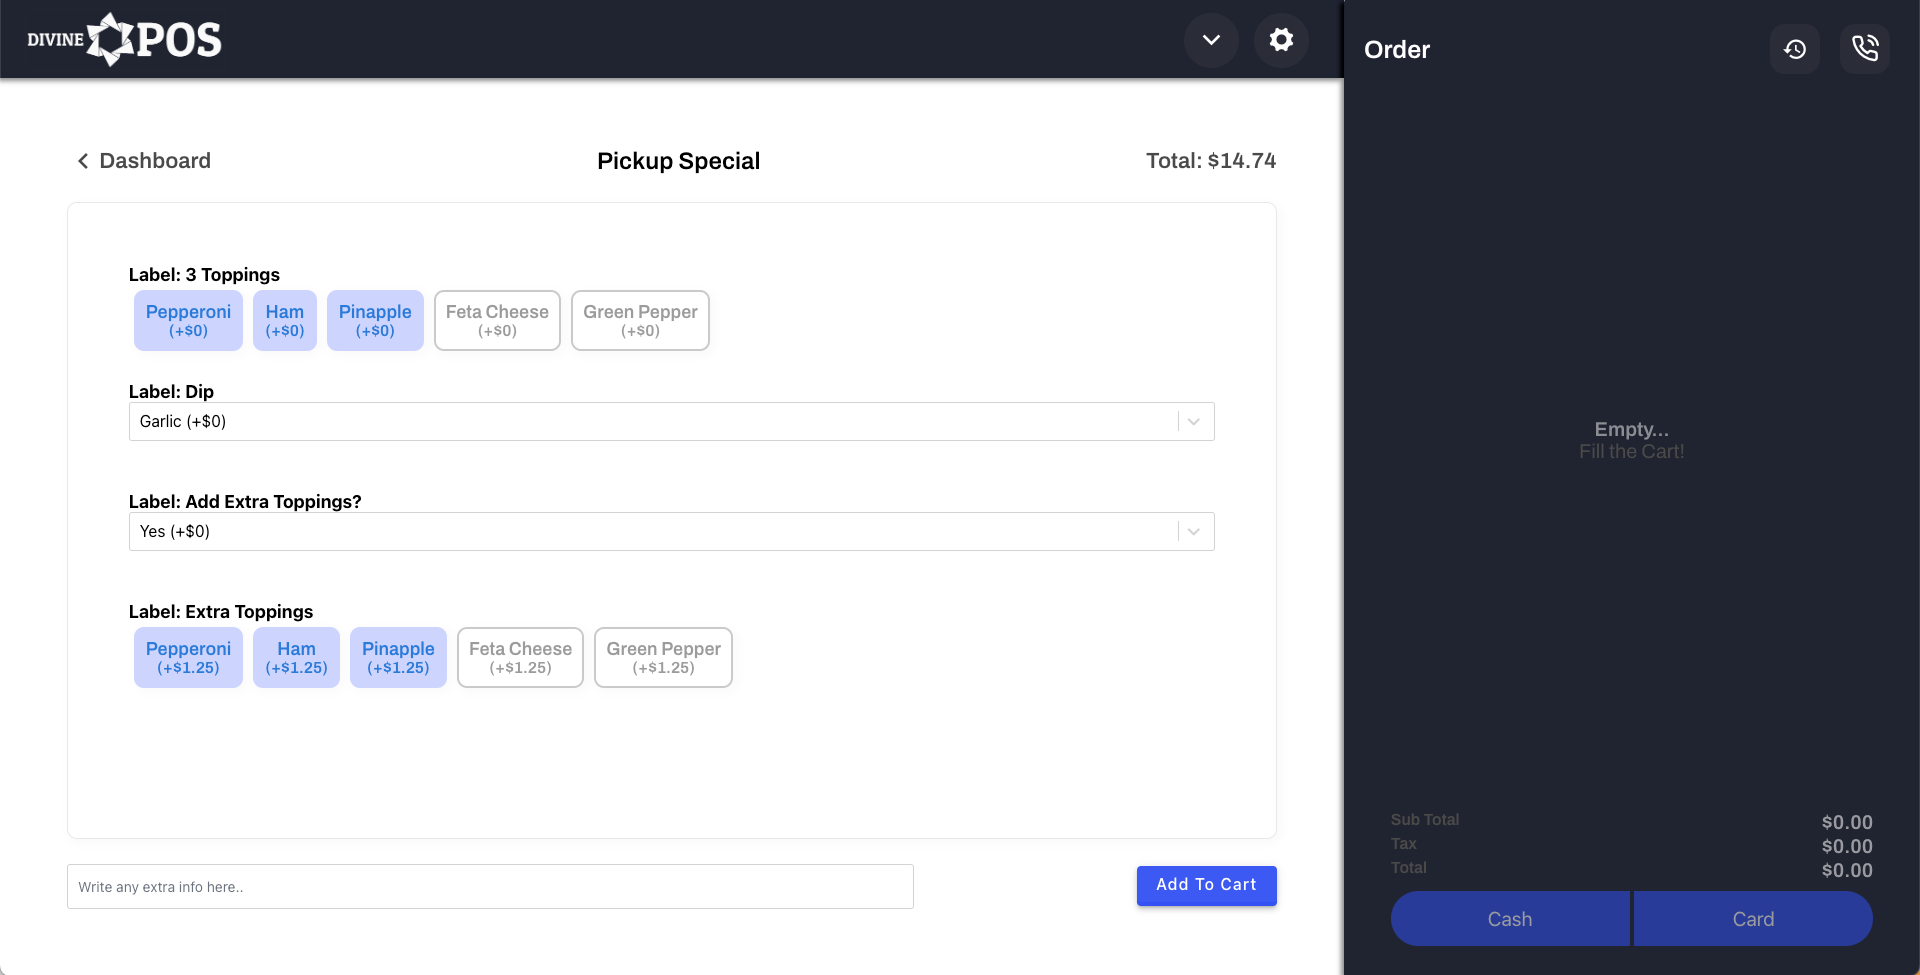 DIVINE POS
Order
Dashboard
Pickup Special
Total: $14.74
Label: 3 Toppings
Pepperoni
(+$0)
Ham
(+$0)
Pinapple
(+$0)
Feta Cheese
(+$0)
Green Pepper
(+$0)
Label: Dip
Garlic (+$0)
Label: Add Extra Toppings?
Yes (+$0)
Label: Extra Toppings
Pepperoni
(+$1.25)
Ham
(+$1.25)
Pinapple
(+$1.25)
Feta Cheese
(+$1.25)
Green Pepper
(+$1.25)
Write any extra info here..
Add To Cart
Empty...
Fill the Cart!
Sub Total $0.00
Tax $0.00
Total $0.00
Cash
Card